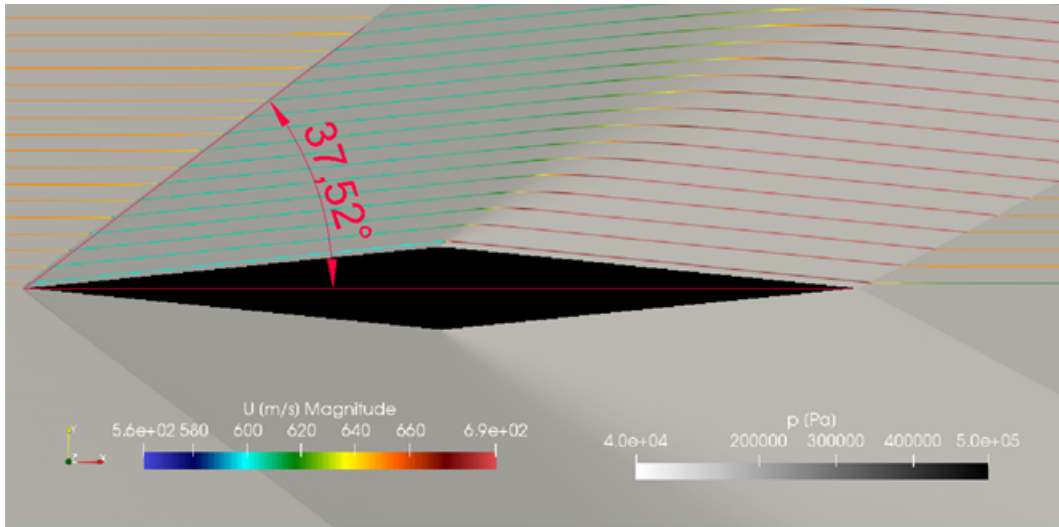 37,52°
U (m/s) Magnitude
5.6e+02 580 600 620 640 660 6.9e+02
p (Pa)
4.0e+04 200000 300000 400000 5.0e+05
Y
Z X